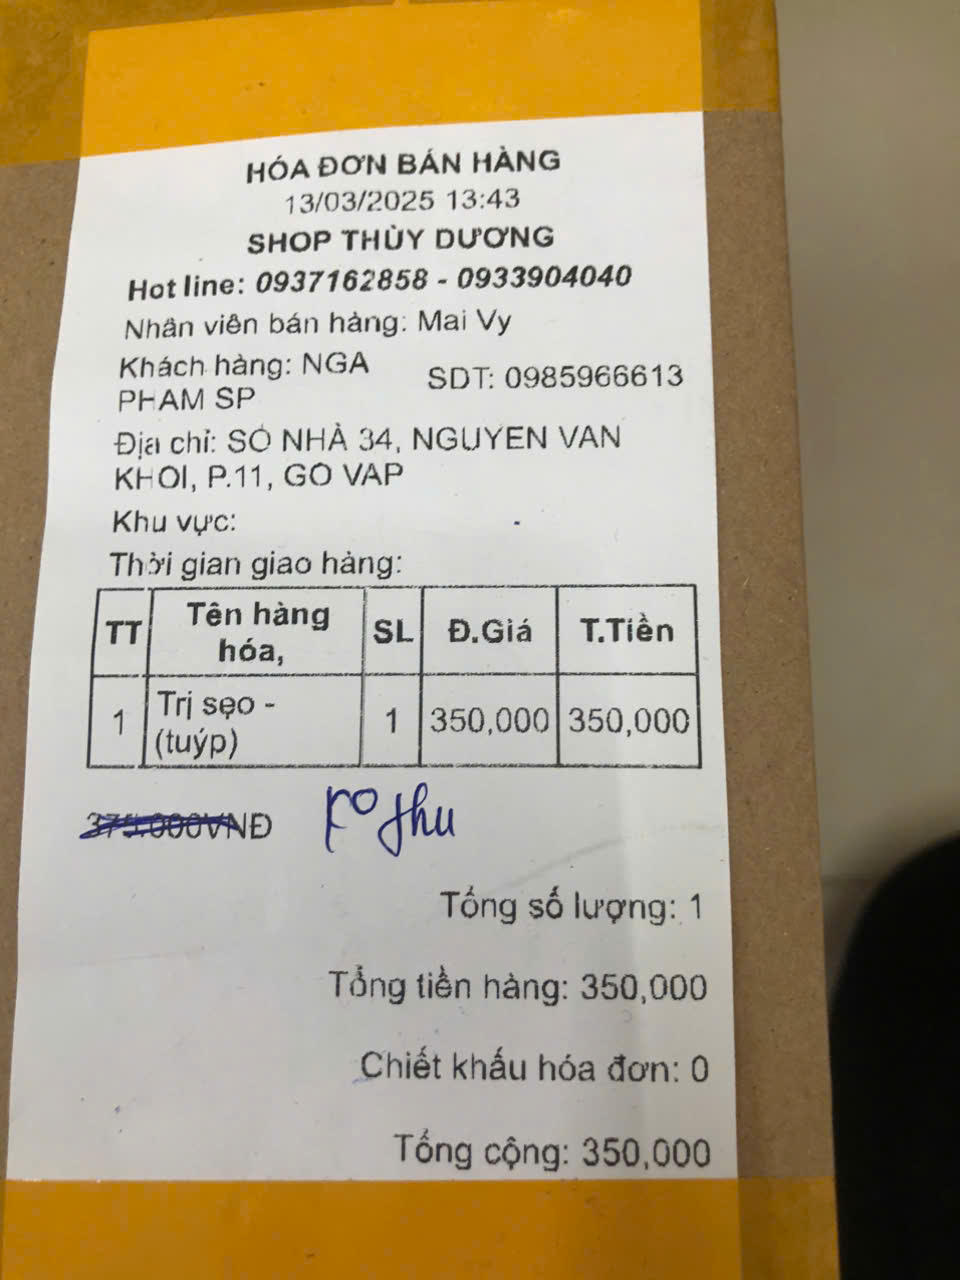 HÓA ĐƠN BÁN HÀNG
13/03/2025 13:43
SHOP THÙY DƯƠNG
Hot line: 0937162858 - 0933904040
Nhân viên bán hàng: Mai Vy
Khách hàng: NGA PHAM SP
SDT: 0985966613
Địa chỉ: SÓ NHÀ 34, NGUYEN VAN
KHOI, P.11, GO VAP
Khu vực:
Thời gian giao hàng:
TT Tên hàng hóa, SL Đ.Giá T.Tiền
1 Trị sẹo - (tuýp) 1 350,000 350,000
375.000VNĐ Ko thu
Tổng số lượng: 1
Tổng tiền hàng: 350,000
Chiết khấu hóa đơn: 0
Tổng cộng: 350,000